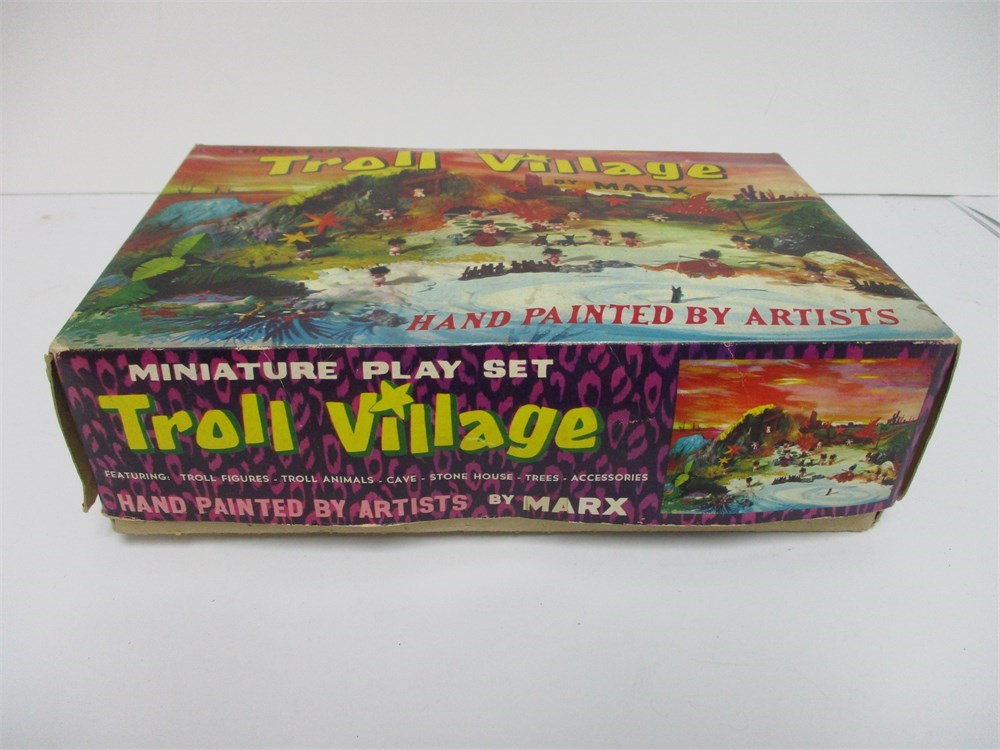 Troll Village
BY MARX
HAND PAINTED BY ARTISTS
MINIATURE PLAY SET
Troll Village
FEATURING: TROLL FIGURES - TROLL ANIMALS - CAVE - STONE HOUSE - TREES - ACCESSORIES
HAND PAINTED BY ARTISTS BY MARX